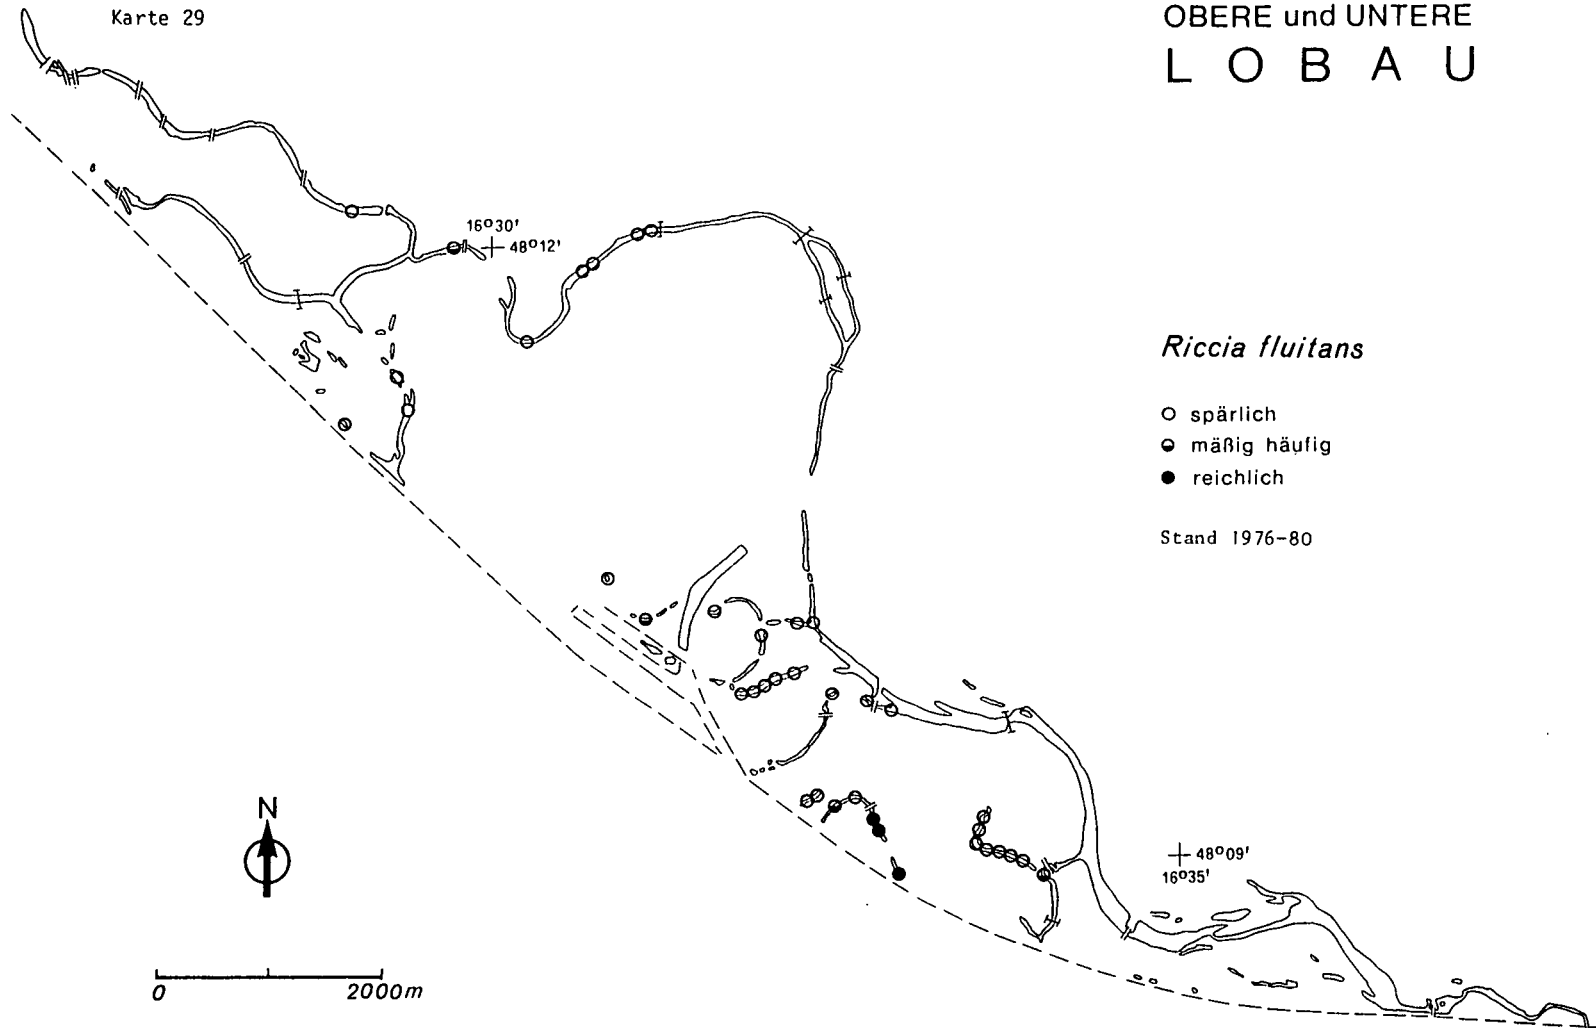 Karte 29
OBERE und UNTERE
LOBAU
16°30'
48°12'
Riccia fluitans
spärlich
mäßig häufig
reichlich
Stand 1976-80
N
48°09'
16°35'
0 2000m